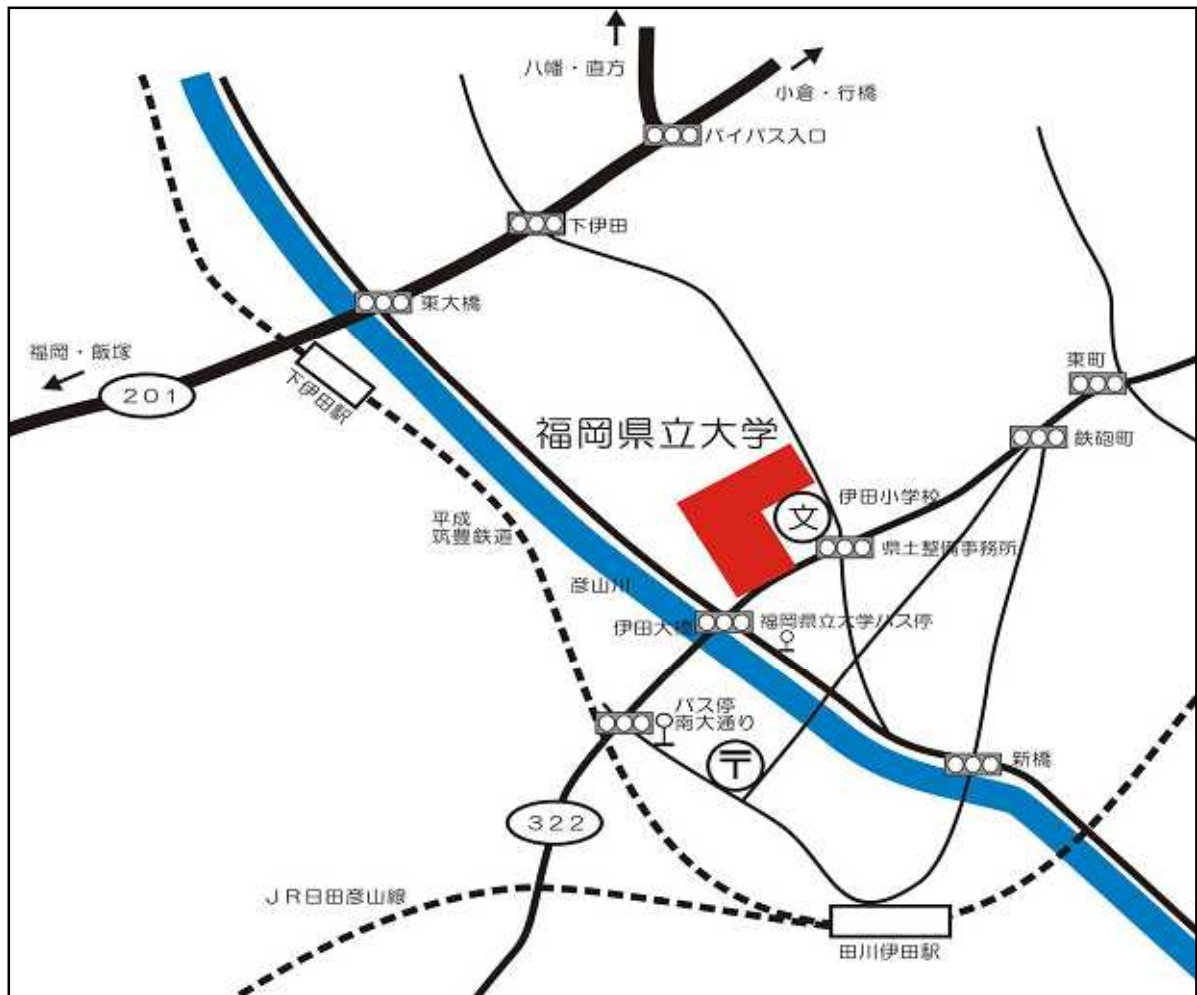 八幡・直方
小倉・行橋
バイパス入口
下伊田
東大橋
福岡・飯塚
201
下伊田駅
東町
鉄砲町
福岡県立大学
伊田小学校
文
平成
筑豊鉄道
県土整備事務所
彦山川
伊田大橋
福岡県立大学バス停
バス停
南大通り
〒
新橋
322
JR日田彦山線
田川伊田駅